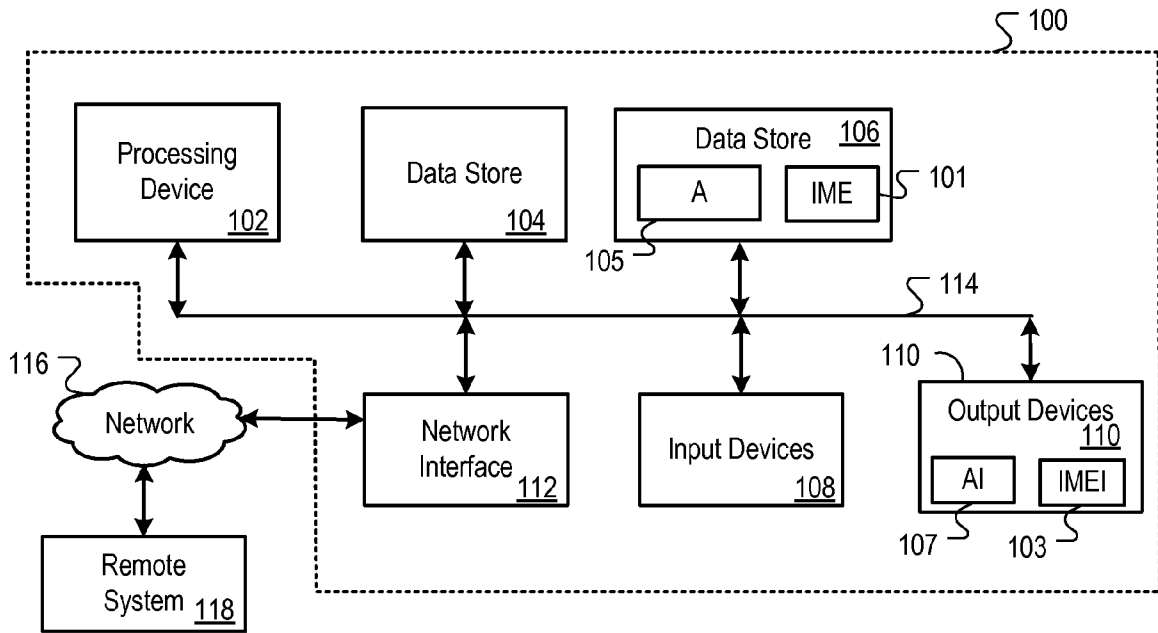 100
Processing
Device
102
Data Store
104
Data Store
106
A
IME
101
105
114
116
Network
Network
Interface
112
Input Devices
108
110
Output Devices
110
AI
IMEI
107
103
Remote
System
118